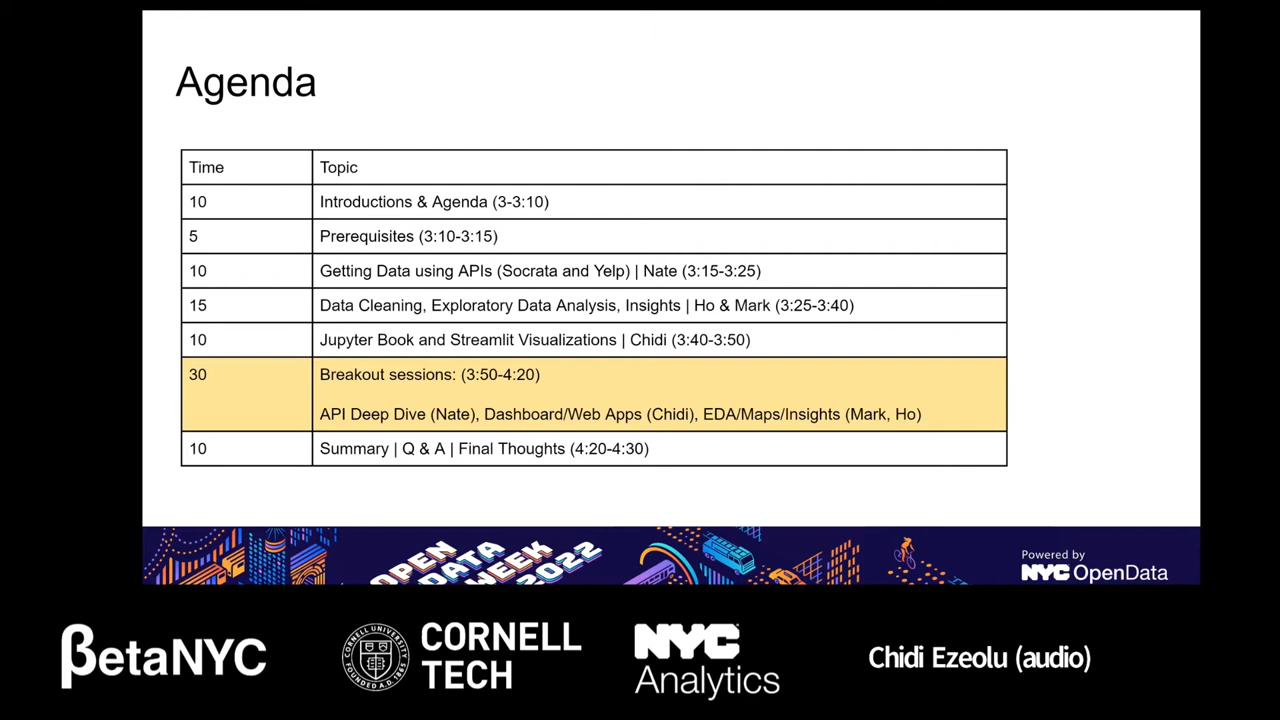 Agenda
Time Topic
10 Introductions & Agenda (3-3:10)
5 Prerequisites (3:10-3:15)
10 Getting Data using APIs (Socrata and Yelp) | Nate (3:15-3:25)
15 Data Cleaning, Exploratory Data Analysis, Insights | Ho & Mark (3:25-3:40)
10 Jupyter Book and Streamlit Visualizations | Chidi (3:40-3:50)
30 Breakout sessions: (3:50-4:20)
API Deep Dive (Nate), Dashboard/Web Apps (Chidi), EDA/Maps/Insights (Mark, Ho)
10 Summary | Q & A | Final Thoughts (4:20-4:30)
OPEN
DATA
WEEK
2022
Powered by
NYC OpenData
βetaNYC
CORNELL UNIVERSITY
FOUNDED A.D. 1865
CORNELL
TECH
NYC
Analytics
Chidi Ezeolu (audio)